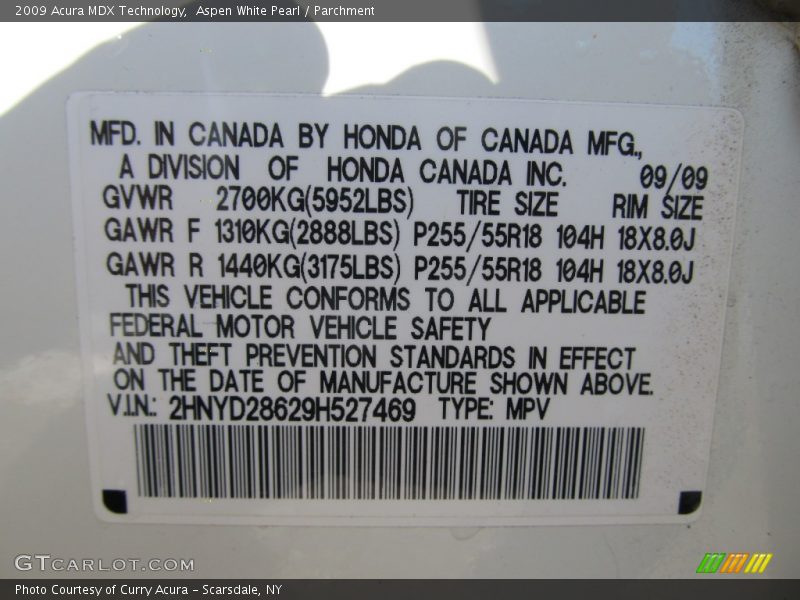 2009 Acura MDX Technology,  Aspen White Pearl / Parchment
MFD. IN CANADA BY HONDA OF CANADA MFG.,
A DIVISION OF HONDA CANADA INC. 09/09
GVWR 2700KG(5952LBS) TIRE SIZE RIM SIZE
GAWR F 1310KG(2888LBS) P255/55R18 104H 18X8.0J
GAWR R 1440KG(3175LBS) P255/55R18 104H 18X8.0J
THIS VEHICLE CONFORMS TO ALL APPLICABLE
FEDERAL MOTOR VEHICLE SAFETY
AND THEFT PREVENTION STANDARDS IN EFFECT
ON THE DATE OF MANUFACTURE SHOWN ABOVE.
V.I.N.: 2HNYD28629H527469 TYPE: MPV
GTCARLOT.COM
Photo Courtesy of Curry Acura - Scarsdale, NY